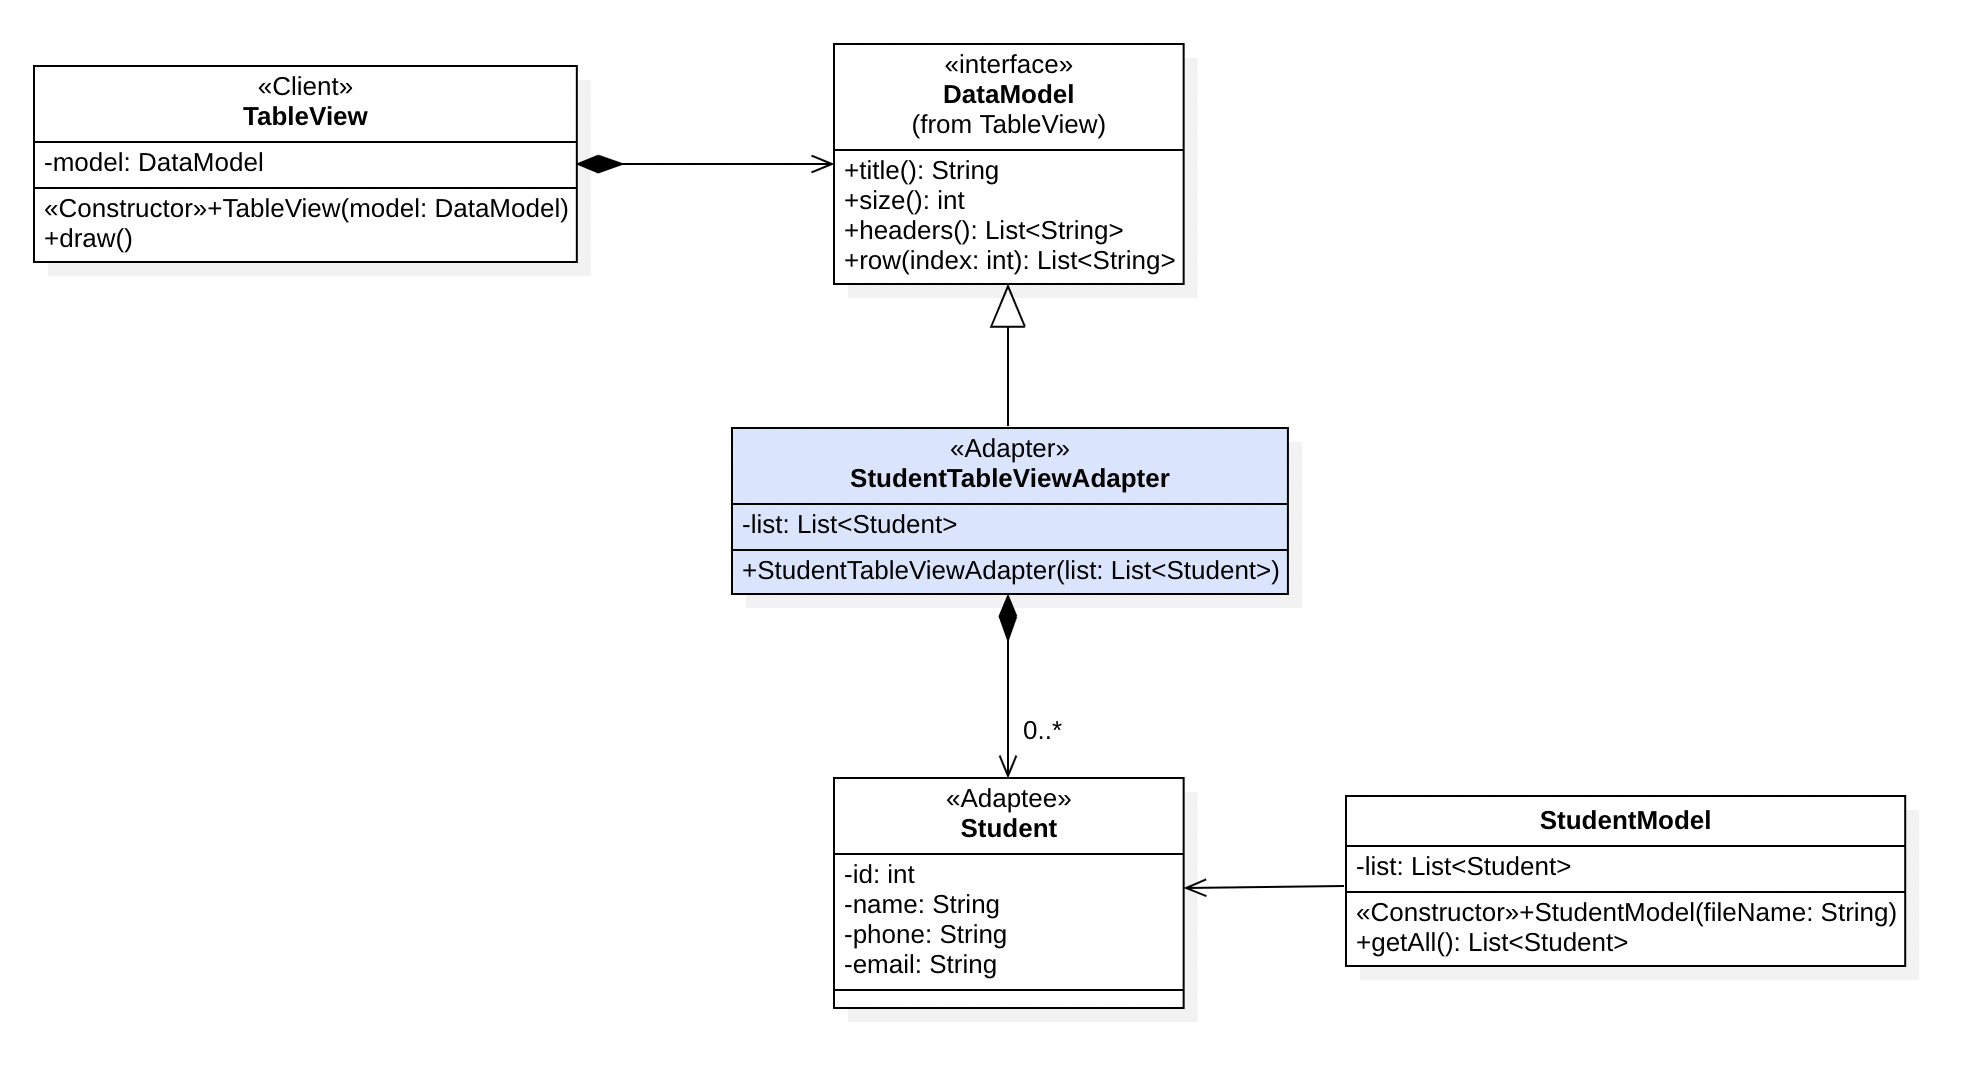 «Client»
TableView
-model: DataModel
«Constructor»+TableView(model: DataModel)
+draw()
«interface»
DataModel
(from TableView)
+title(): String
+size(): int
+headers(): List<String>
+row(index: int): List<String>
«Adapter»
StudentTableViewAdapter
-list: List<Student>
+StudentTableViewAdapter(list: List<Student>)
0..*
«Adaptee»
Student
-id: int
-name: String
-phone: String
-email: String
StudentModel
-list: List<Student>
«Constructor»+StudentModel(fileName: String)
+getAll(): List<Student>